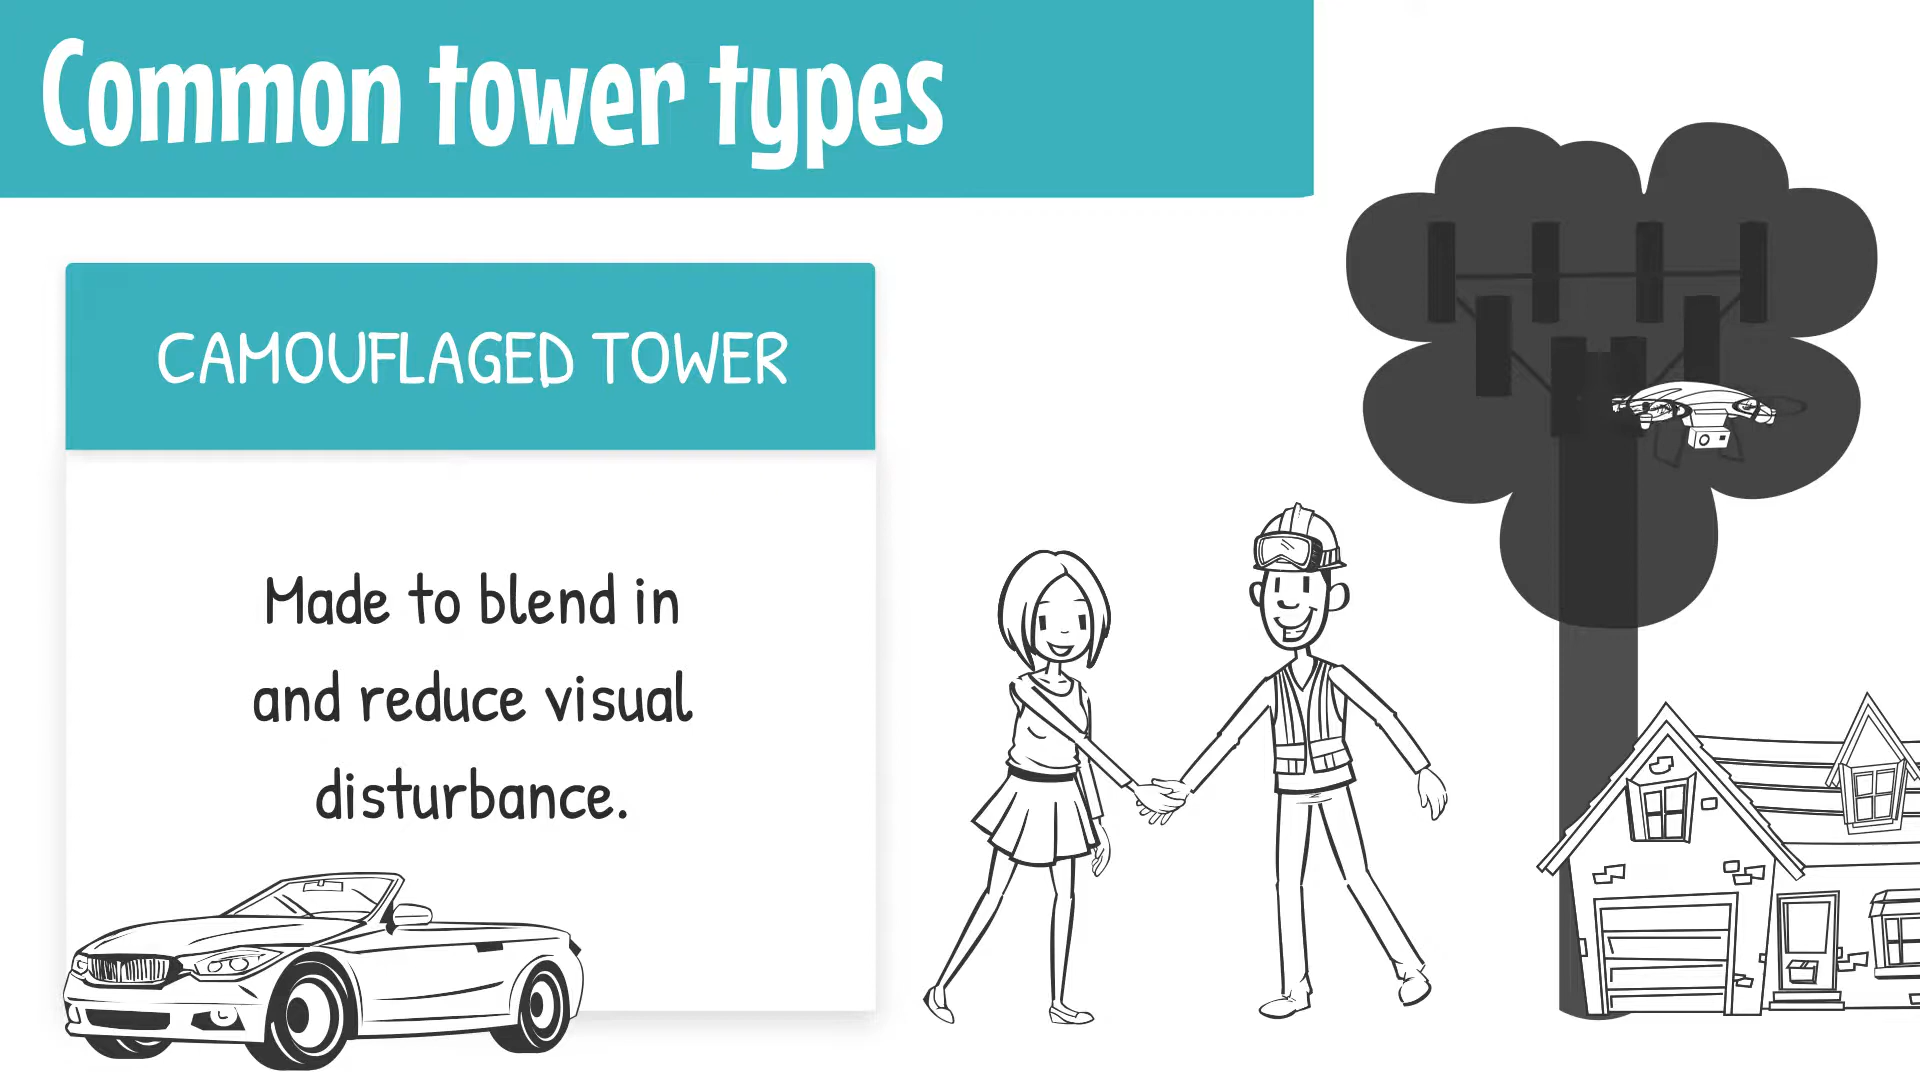 Common tower types
CAMOUFLAGED TOWER
Made to blend in
and reduce visual
disturbance.